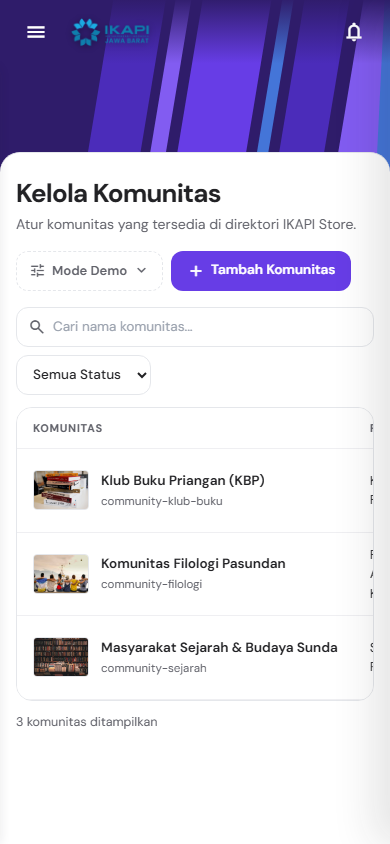 IKAPI
JAWA BARAT
Kelola Komunitas
Atur komunitas yang tersedia di direktori IKAPI Store.
Mode Demo
Tambah Komunitas
Cari nama komunitas...
Semua Status
KOMUNITAS
Klub Buku Priangan (KBP)
community-klub-buku
Komunitas Filologi Pasundan
community-filologi
Masyarakat Sejarah & Budaya Sunda
community-sejarah
3 komunitas ditampilkan